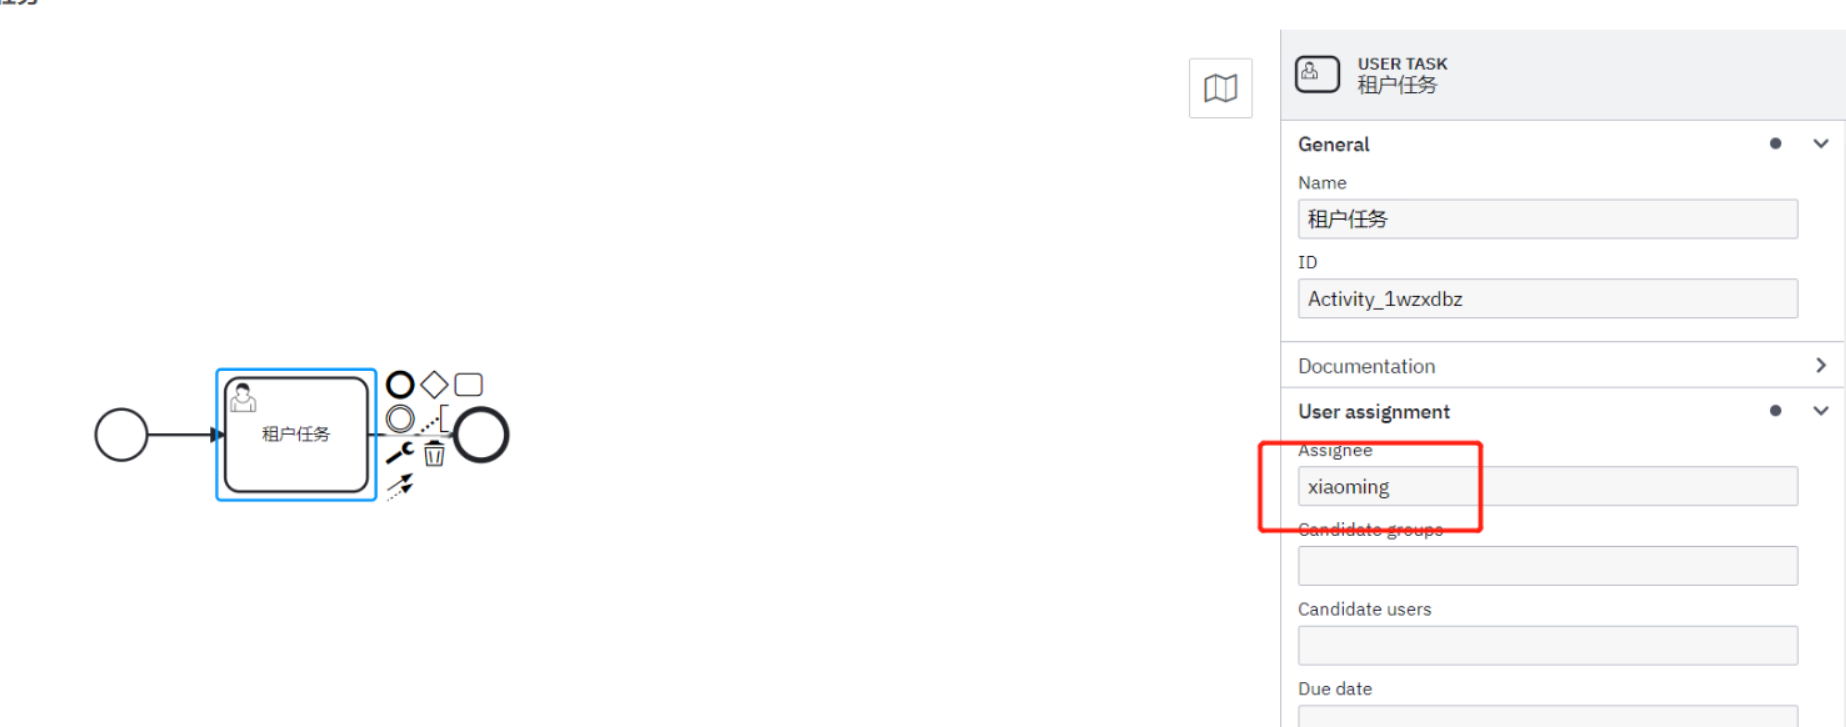 租户任务
USER TASK
租户任务
General
Name
租户任务
ID
Activity_1wzxdbz
Documentation
User assignment
Assignee
xiaoming
Candidate groups
Candidate users
Due date